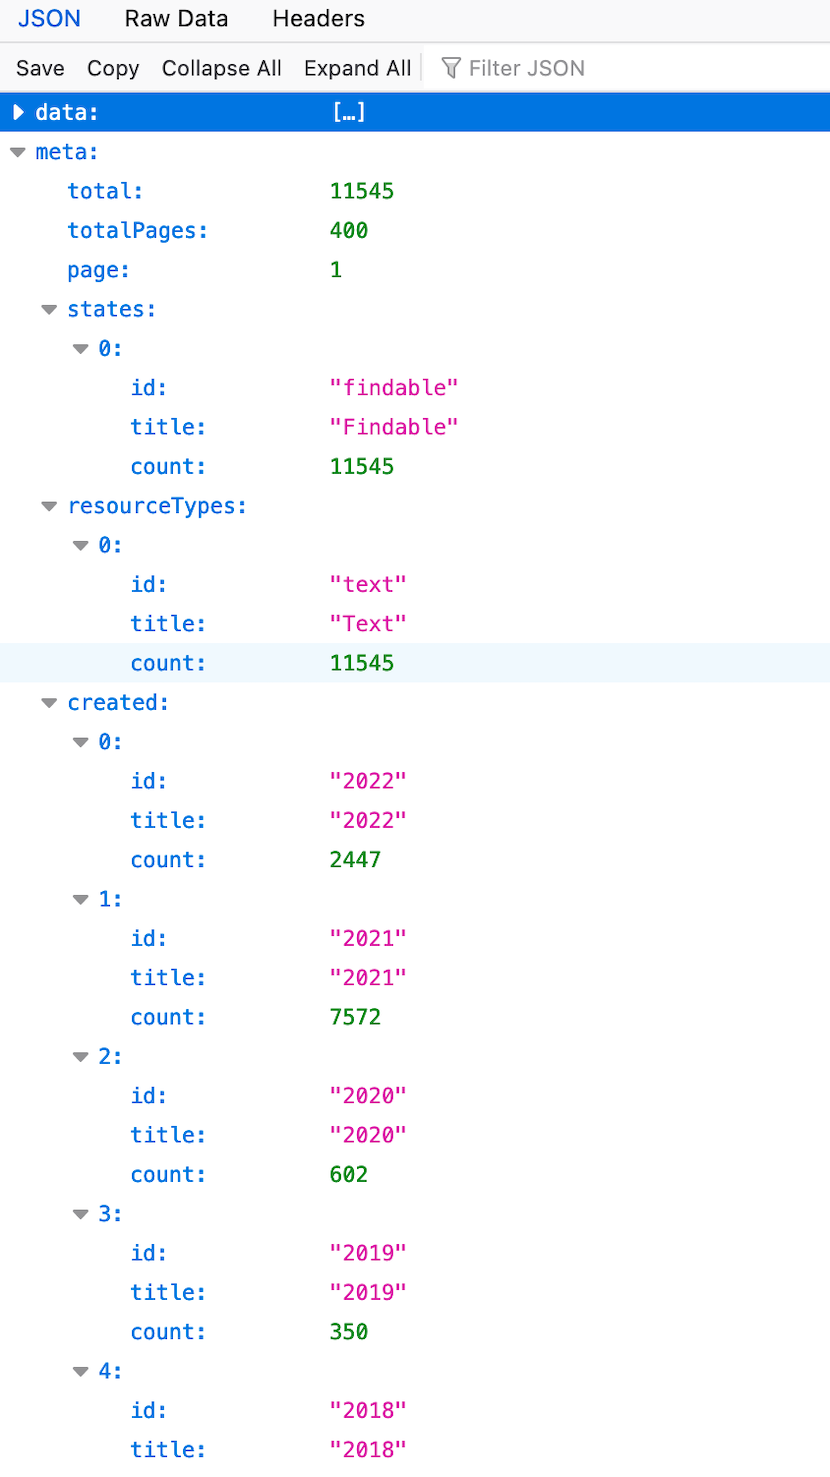 JSON Raw Data Headers
Save Copy Collapse All Expand All Filter JSON
data: […]
meta:
total: 11545
totalPages: 400
page: 1
states:
0:
id: "findable"
title: "Findable"
count: 11545
resourceTypes:
0:
id: "text"
title: "Text"
count: 11545
created:
0:
id: "2022"
title: "2022"
count: 2447
1:
id: "2021"
title: "2021"
count: 7572
2:
id: "2020"
title: "2020"
count: 602
3:
id: "2019"
title: "2019"
count: 350
4:
id: "2018"
title: "2018"